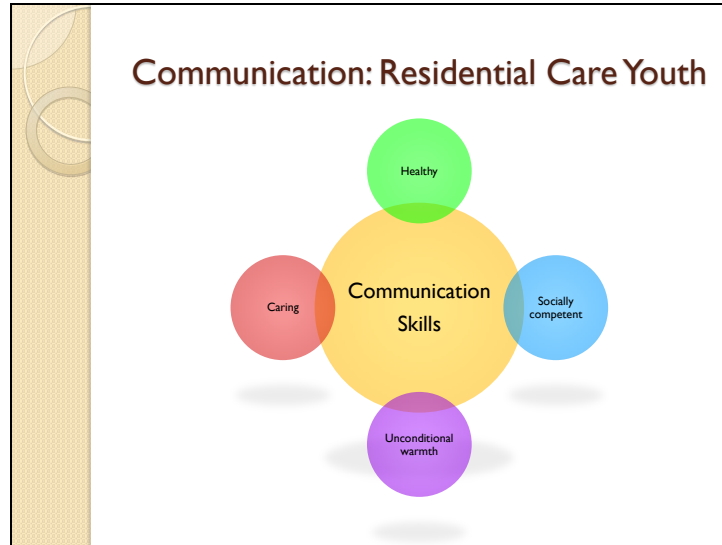 Communication: Residential Care Youth
Healthy
Caring
Communication
Skills
Socially
competent
Unconditional
warmth